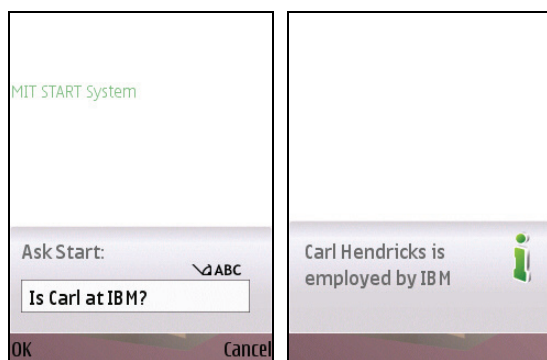 MIT START System
Ask Start:
ABC
Is Carl at IBM?
OK Cancel
Carl Hendricks is
employed by IBM